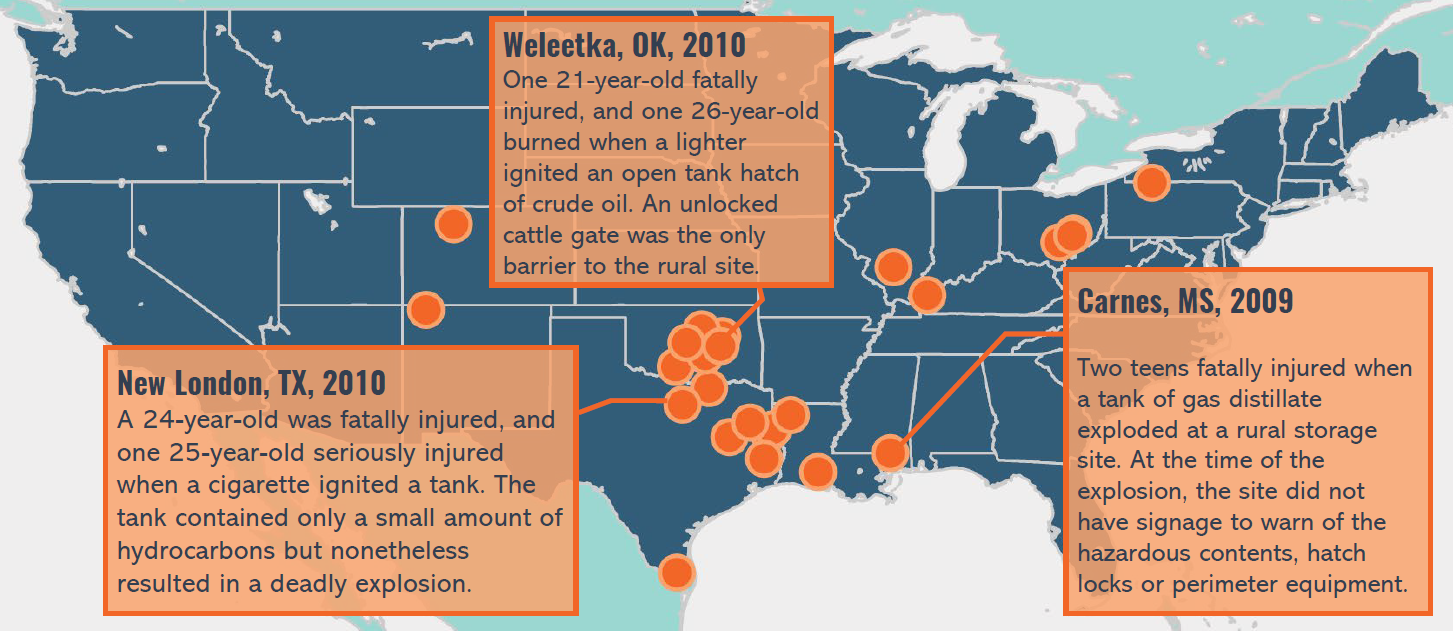 Weleetka, OK, 2010
One 21-year-old fatally
injured, and one 26-year-old
burned when a lighter
ignited an open tank hatch
of crude oil. An unlocked
cattle gate was the only
barrier to the rural site.
New London, TX, 2010
A 24-year-old was fatally injured, and
one 25-year-old seriously injured
when a cigarette ignited a tank. The
tank contained only a small amount of
hydrocarbons but nonetheless
resulted in a deadly explosion.
Carnes, MS, 2009
Two teens fatally injured when
a tank of gas distillate
exploded at a rural storage
site. At the time of the
explosion, the site did not
have signage to warn of the
hazardous contents, hatch
locks or perimeter equipment.